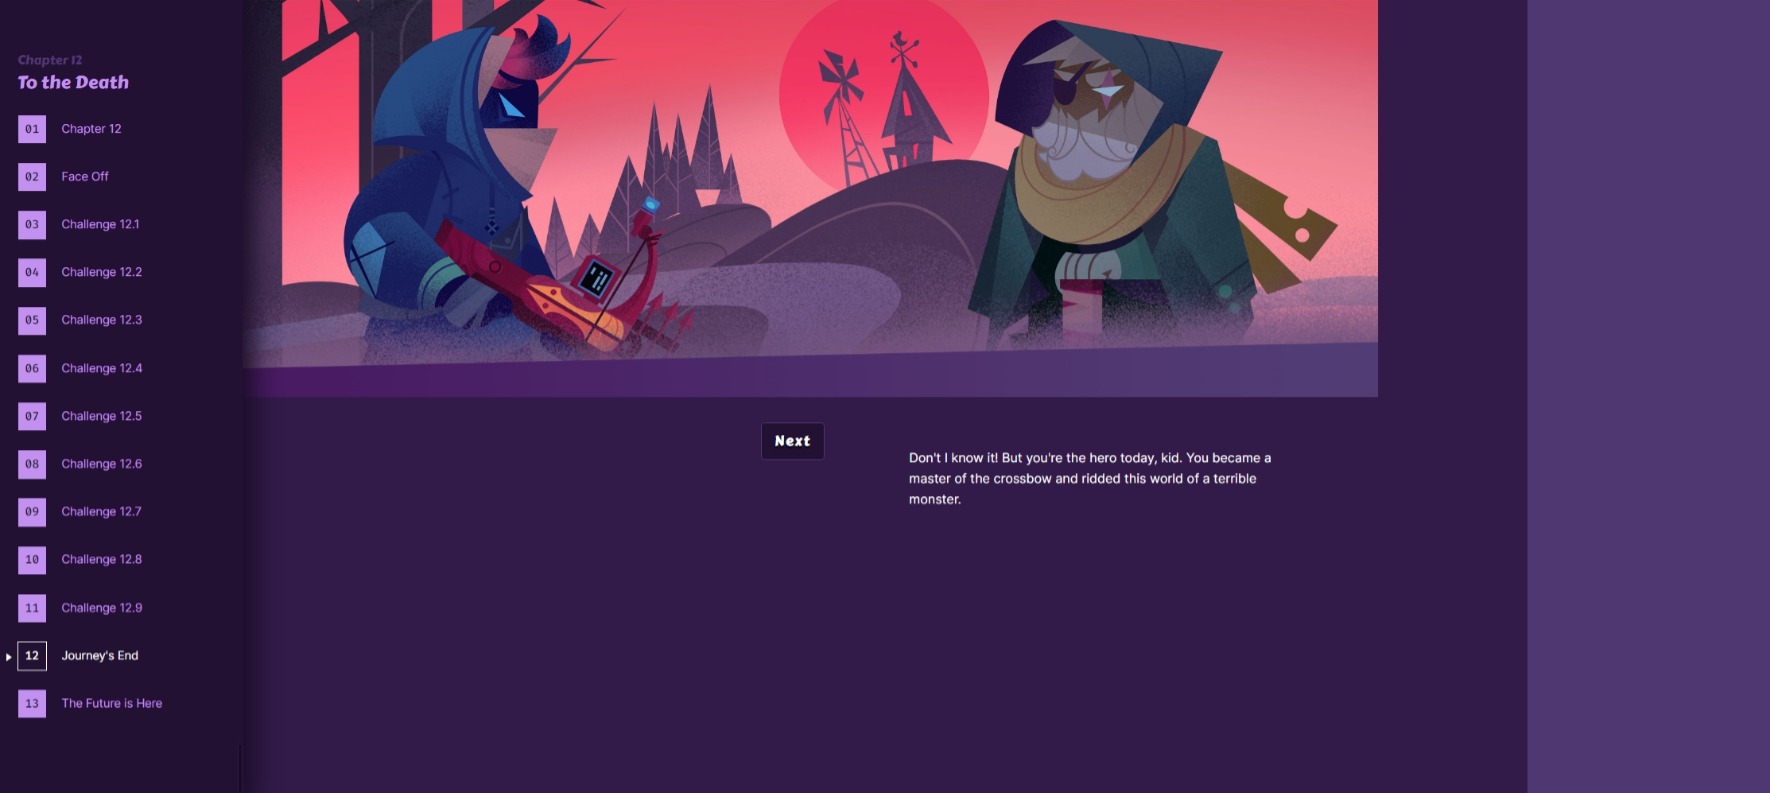 Chapter 12
To the Death
01 Chapter 12
02 Face Off
03 Challenge 12.1
04 Challenge 12.2
05 Challenge 12.3
06 Challenge 12.4
07 Challenge 12.5
08 Challenge 12.6
09 Challenge 12.7
10 Challenge 12.8
11 Challenge 12.9
12 Journey's End
13 The Future is Here
Next
Don't I know it! But you're the hero today, kid. You became a
master of the crossbow and ridded this world of a terrible
monster.